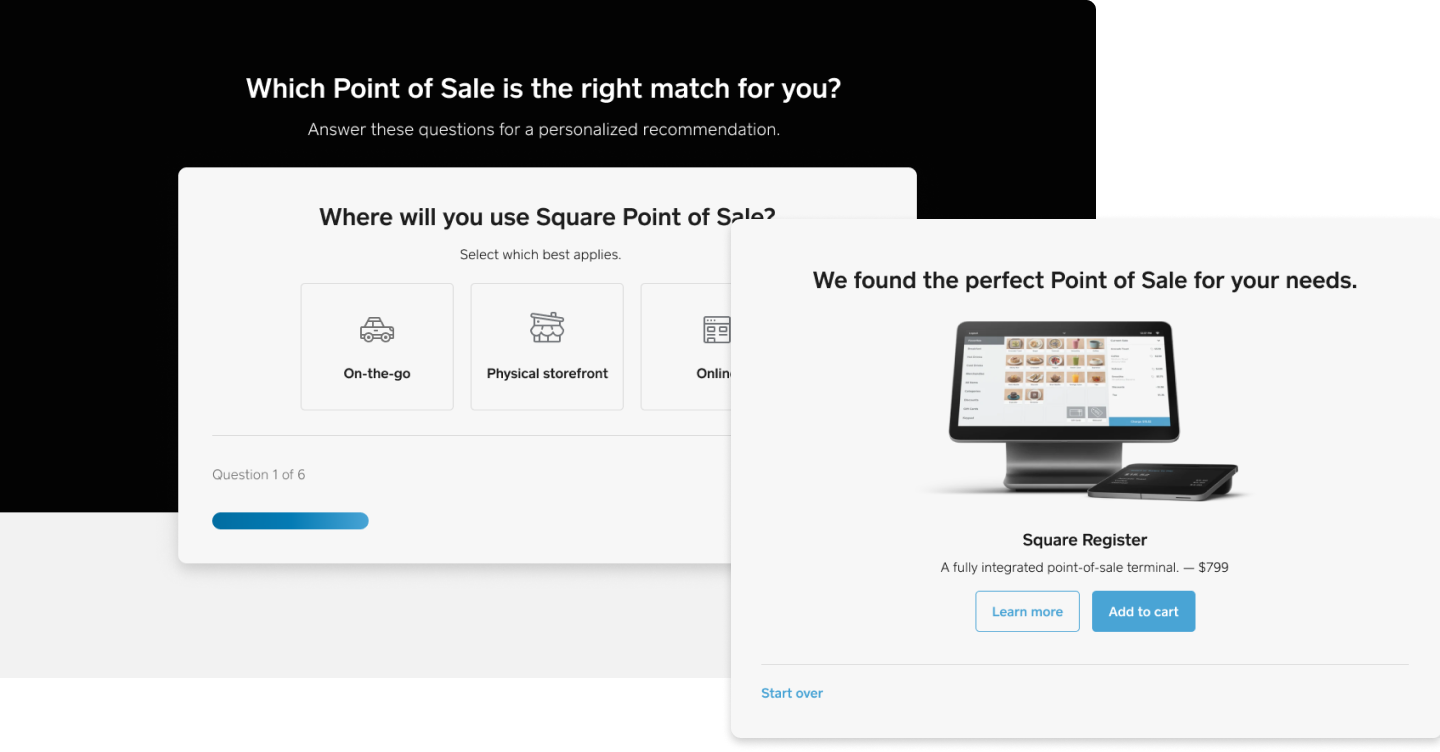 Which Point of Sale is the right match for you?
Answer these questions for a personalized recommendation.
Where will you use Square Point of Sale?
Select which best applies.
On-the-go
Physical storefront
Onlin
Question 1 of 6
We found the perfect Point of Sale for your needs.
Square Register
A fully integrated point-of-sale terminal. — $799
Learn more
Add to cart
Start over